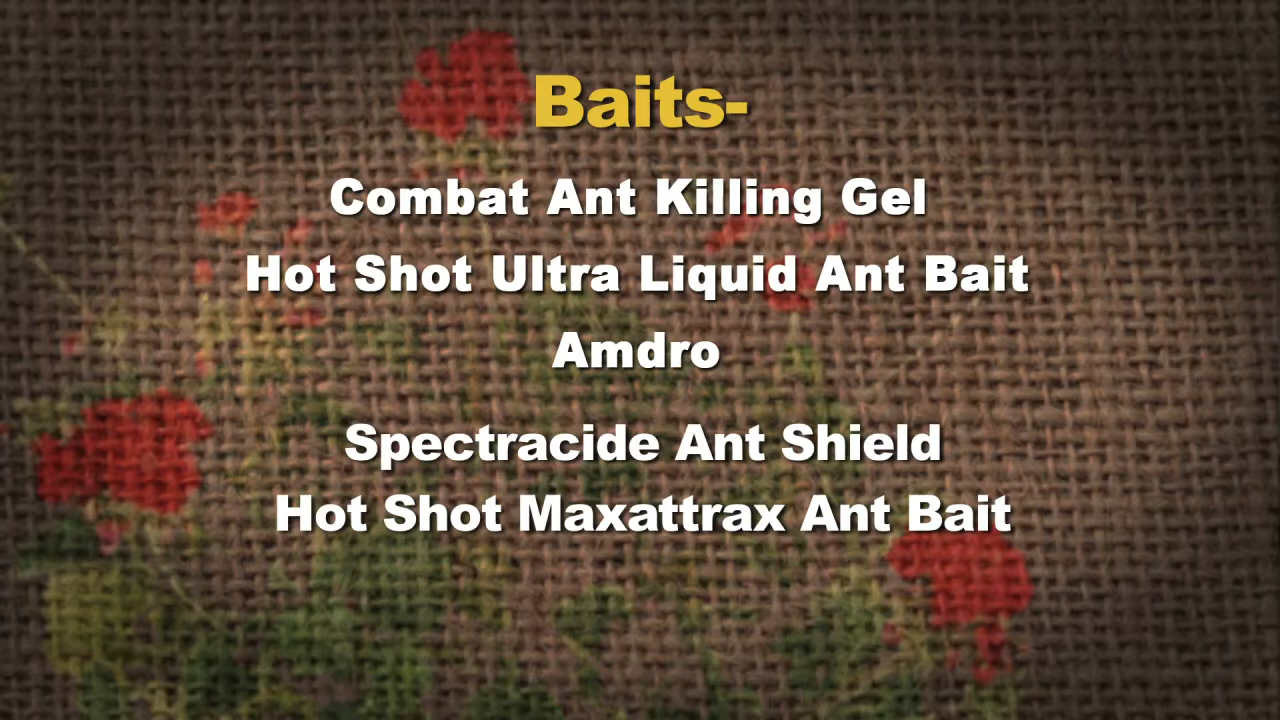 Baits-
Combat Ant Killing Gel
Hot Shot Ultra Liquid Ant Bait
Amdro
Spectracide Ant Shield
Hot Shot Maxattrax Ant Bait